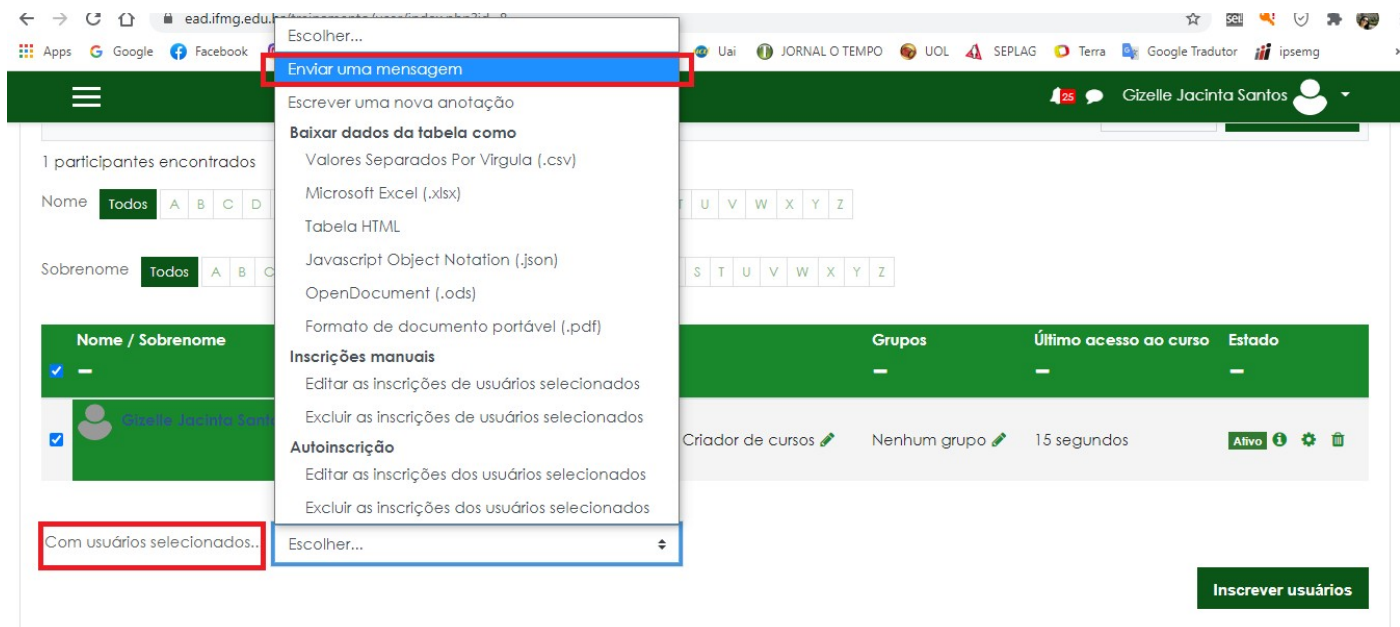 ead.ifmg.edu.
Escolher...
Apps Google Facebook Uai JORNAL O TEMPO UOL SEPLAG Terra Google Tradutor ipsemg
Enviar uma mensagem
25 Gizelle Jacinta Santos
Escrever uma nova anotação
Baixar dados da tabela como
1 participantes encontrados
Valores Separados Por Virgula (.csv)
Microsoft Excel (.xlsx)
Nome Todos A B C D T U V W X Y Z
Tabela HTML
Javascript Object Notation (.json)
Sobrenome Todos A B C S T U V W X Y Z
OpenDocument (.ods)
Formato de documento portável (.pdf)
Nome / Sobrenome Grupos Último acesso ao curso Estado
Inscrições manuais
Editar as inscrições de usuários selecionados
Excluir as inscrições de usuários selecionados
Gizelle Jacinta Santo
Criador de cursos Nenhum grupo 15 segundos Ativo
Autoinscrição
Editar as inscrições dos usuários selecionados
Excluir as inscrições dos usuários selecionados
Com usuários selecionados... Escolher...
Inscrever usuários